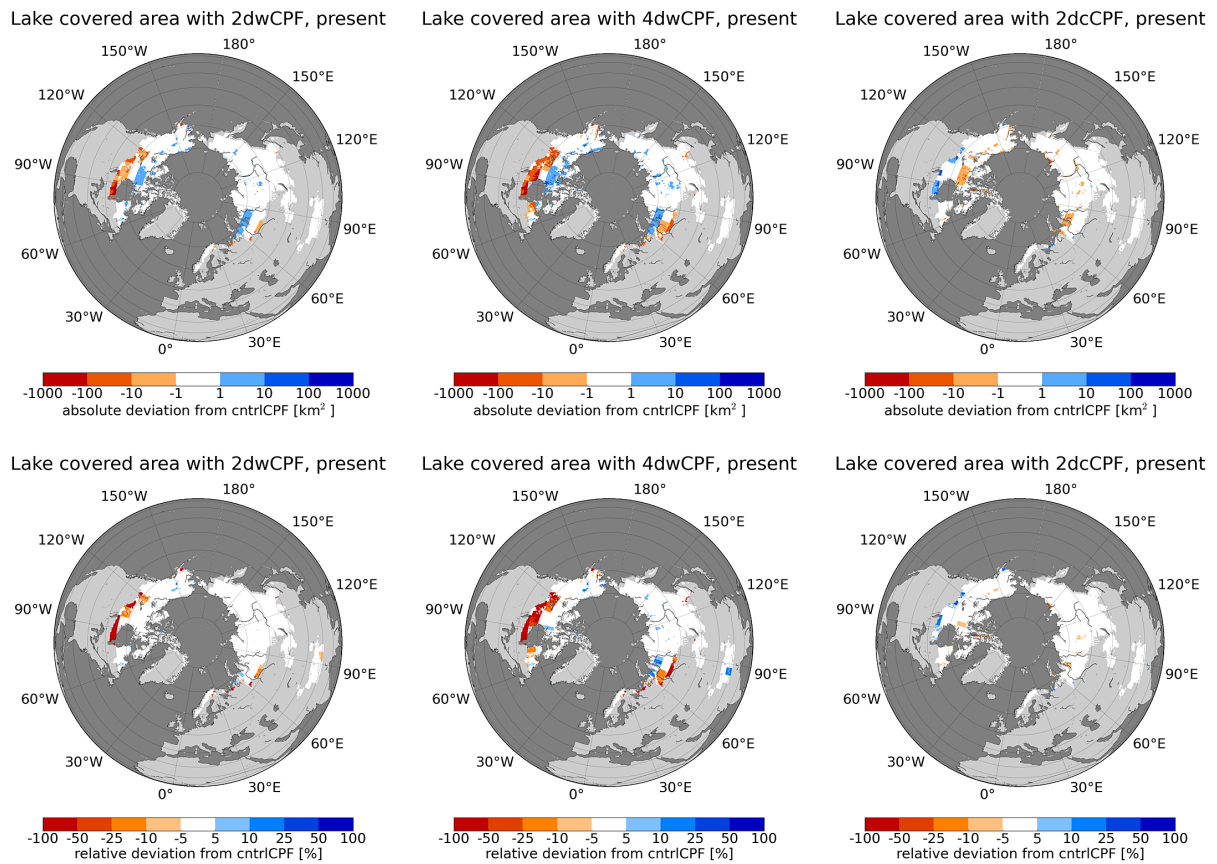 Lake covered area with 2dwCPF, present
Lake covered area with 4dwCPF, present
Lake covered area with 2dcCPF, present
180°
150°W
150°E
120°W
120°E
90°W
90°E
60°W
60°E
30°W
30°E
0°
180°
150°W
150°E
120°W
120°E
90°W
90°E
60°W
60°E
30°W
30°E
0°
180°
150°W
150°E
120°W
120°E
90°W
90°E
60°W
60°E
30°W
30°E
0°
-1000 -100 -10 -1 1 10 100 1000
absolute deviation from cntrlCPF [km² ]
-1000 -100 -10 -1 1 10 100 1000
absolute deviation from cntrlCPF [km² ]
-1000 -100 -10 -1 1 10 100 1000
absolute deviation from cntrlCPF [km² ]
Lake covered area with 2dwCPF, present
Lake covered area with 4dwCPF, present
Lake covered area with 2dcCPF, present
180°
150°W
150°E
120°W
120°E
90°W
90°E
60°W
60°E
30°W
30°E
0°
180°
150°W
150°E
120°W
120°E
90°W
90°E
60°W
60°E
30°W
30°E
0°
180°
150°W
150°E
120°W
120°E
90°W
90°E
60°W
60°E
30°W
30°E
0°
-100 -50 -25 -10 -5 5 10 25 50 100
relative deviation from cntrlCPF [%]
-100 -50 -25 -10 -5 5 10 25 50 100
relative deviation from cntrlCPF [%]
-100 -50 -25 -10 -5 5 10 25 50 100
relative deviation from cntrlCPF [%]